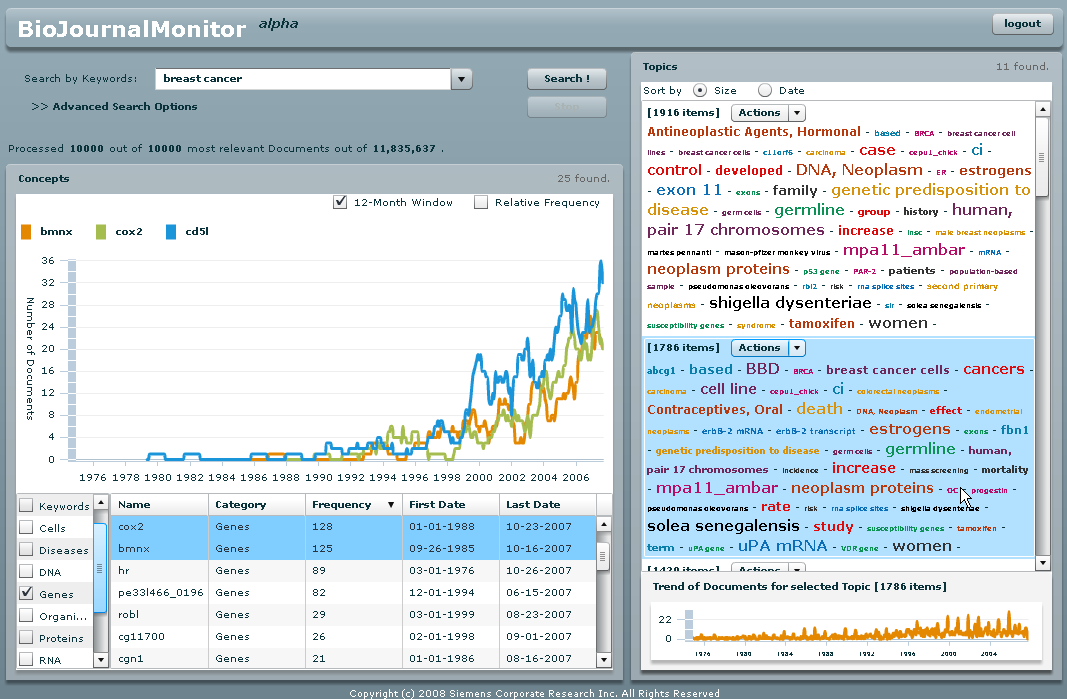 BioJournalMonitor alpha
logout
Search by Keywords: breast cancer
Search !
Stop
>> Advanced Search Options
Processed 10000 out of 10000 most relevant Documents out of 11,835,637 .
Concepts 25 found.
12-Month Window Relative Frequency
bmnx cox2 cd5l
Number of Documents
36
32
28
24
20
16
12
8
4
0
1976 1978 1980 1982 1984 1986 1988 1990 1992 1994 1996 1998 2000 2002 2004 2006
Keywords
Cells
Diseases
DNA
Genes
Organi...
Proteins
RNA
Name Category Frequency First Date Last Date
cox2 Genes 128 01-01-1988 10-23-2007
bmnx Genes 125 09-26-1985 10-16-2007
hr Genes 89 03-01-1976 10-26-2007
pe33l466_0196 Genes 82 12-01-1994 06-15-2007
robl Genes 29 03-01-1999 08-23-2007
cg11700 Genes 26 02-01-1998 09-01-2007
cgn1 Genes 21 01-01-1986 08-16-2007
Topics 11 found.
Sort by Size Date
[1916 items] Actions
Antineoplastic Agents, Hormonal - based - BRCA - breast cancer cell
lines - breast cancer cells - c11orf6 - carcinoma - case - cepu1_chick - ci -
control - developed - DNA, Neoplasm - ER - estrogens
- exon 11 - exons - family - genetic predisposition to
disease - germ cells - germline - group - history - human,
pair 17 chromosomes - increase - lnsc - male breast neoplasms -
martes pennanti - mason-pfizer monkey virus - mpa11_ambar - mRNA -
neoplasm proteins - p53 gene - PAR-2 - patients - population-based
sample - pseudomonas oleovorans - rbl2 - risk - rna splice sites - second primary
neoplasms - shigella dysenteriae - slr - solea senegalensis -
susceptibility genes - syndrome - tamoxifen - women -
[1786 items] Actions
abcg1 - based - BBD - BRCA - breast cancer cells - cancers -
carcinoma - cell line - cepu1_chick - ci - colorectal neoplasms -
Contraceptives, Oral - death - DNA, Neoplasm - effect - endometrial
neoplasms - erbB-2 mRNA - erbB-2 transcript - estrogens - exons - fbn1
- genetic predisposition to disease - germ cells - germline - human,
pair 17 chromosomes - incidence - increase - mass screening - mortality
- mpa11_ambar - neoplasm proteins - progestin -
pseudomonas oleovorans - rate - risk - rna splice sites - shigella dysenteriae -
solea senegalensis - study - susceptibility genes - tamoxifen -
term - uPA gene - uPA mRNA - VDR gene - women -
[1420 items] Actions
Trend of Documents for selected Topic [1786 items]
22
0
1976 1980 1984 1988 1992 1996 2000 2004
Copyright (c) 2008 Siemens Corporate Research Inc. All Rights Reserved